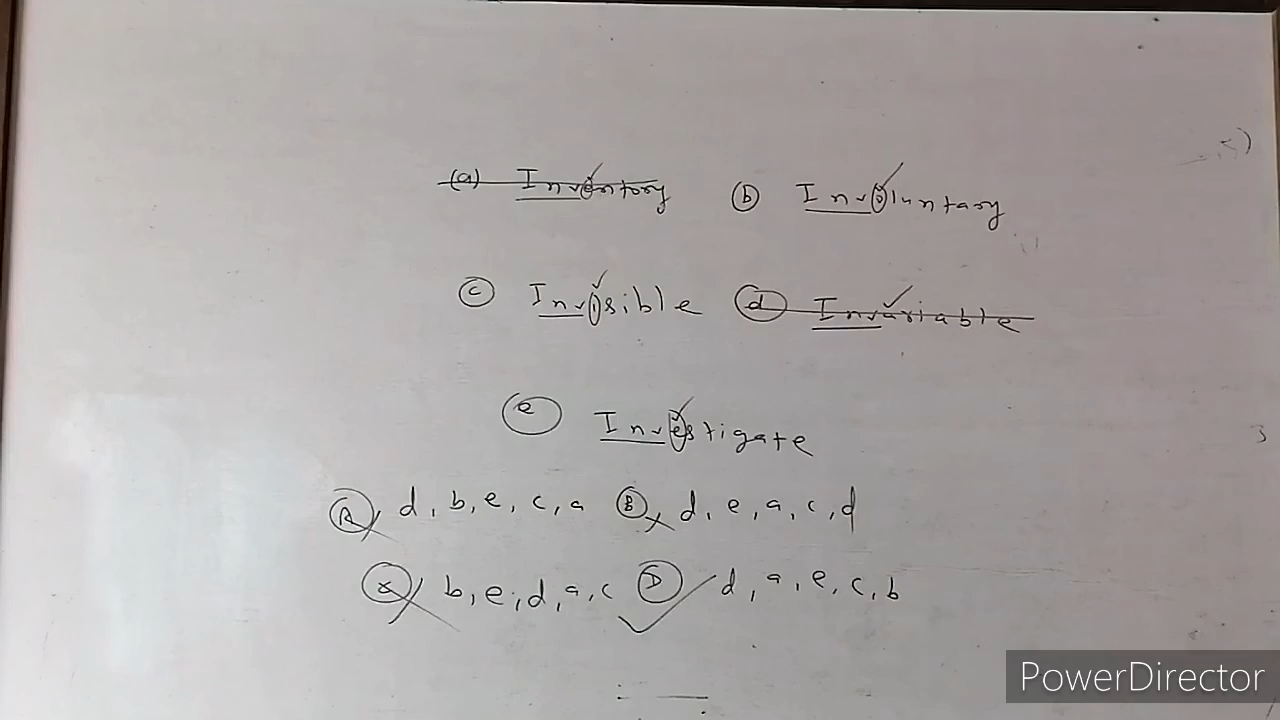 (a) Inventory (b) Involuntary
(c) Invisible (d) Invariable
(e) Investigate
(A) d, b, e, c, a (B) d, e, a, c, d
b, e, d, a, c (D) d, a, e, c, b
PowerDirector